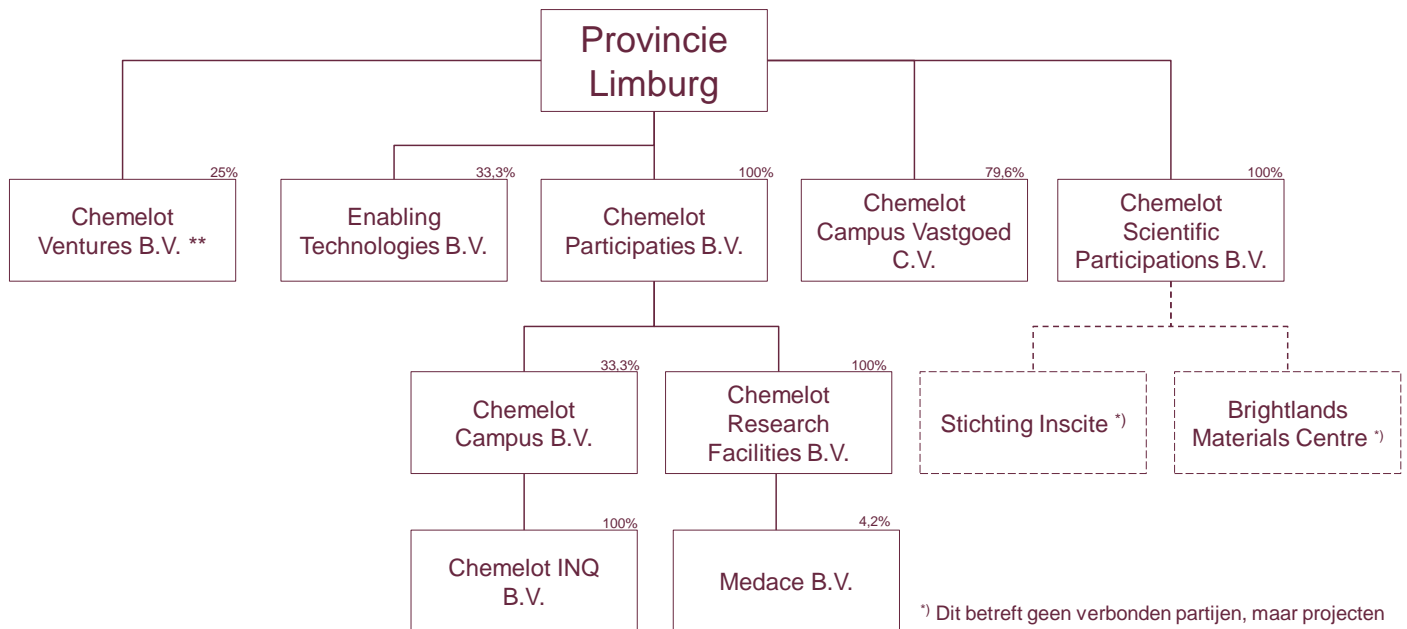 Provincie
Limburg
25%
Chemelot
Ventures B.V. **
33,3%
Enabling
Technologies B.V.
100%
Chemelot
Participaties B.V.
79,6%
Chemelot
Campus Vastgoed
C.V.
100%
Chemelot
Scientific
Participations B.V.
33,3%
Chemelot
Campus B.V.
100%
Chemelot
Research
Facilities B.V.
Stichting Inscite *)
Brightlands
Materials Centre *)
100%
Chemelot INQ
B.V.
4,2%
Medace B.V.
*) Dit betreft geen verbonden partijen, maar projecten